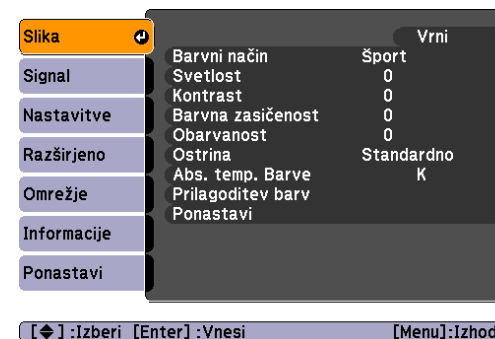 Slika
Signal
Nastavitve
Razširjeno
Omrežje
Informacije
Ponastavi
Vrni
Barvni način Šport
Svetlost 0
Kontrast 0
Barvna zasičenost 0
Obarvanost 0
Ostrina Standardno
Abs. temp. Barve K
Prilagoditev barv
Ponastavi
[◆] :Izberi [Enter] :Vnesi [Menu]:Izhod